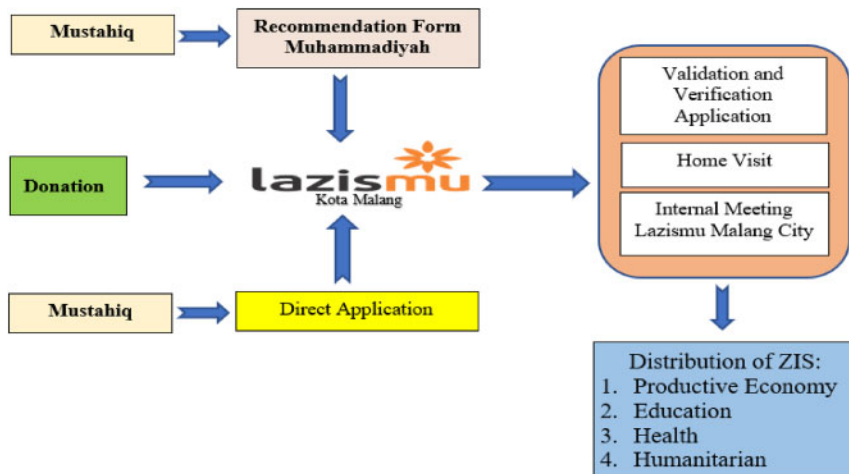 Mustahiq
Recommendation Form
Muhammadiyah
Donation
lazismu
Kota Malang
Mustahiq
Direct Application
Validation and
Verification
Application
Home Visit
Internal Meeting
Lazismu Malang City
Distribution of ZIS:
1. Productive Economy
2. Education
3. Health
4. Humanitarian